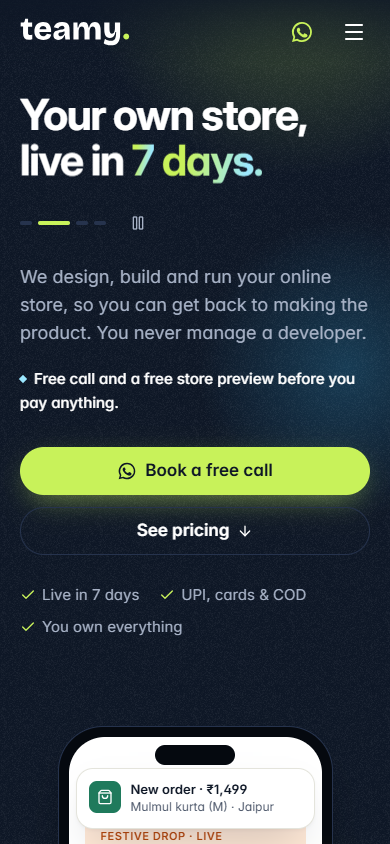 teamy.
Your own store,
live in 7 days.
We design, build and run your online
store, so you can get back to making the
product. You never manage a developer.
Free call and a free store preview before you
pay anything.
Book a free call
See pricing ↓
Live in 7 days
UPI, cards & COD
You own everything
New order · ₹1,499
Mulmul kurta (M) · Jaipur
FESTIVE DROP · LIVE